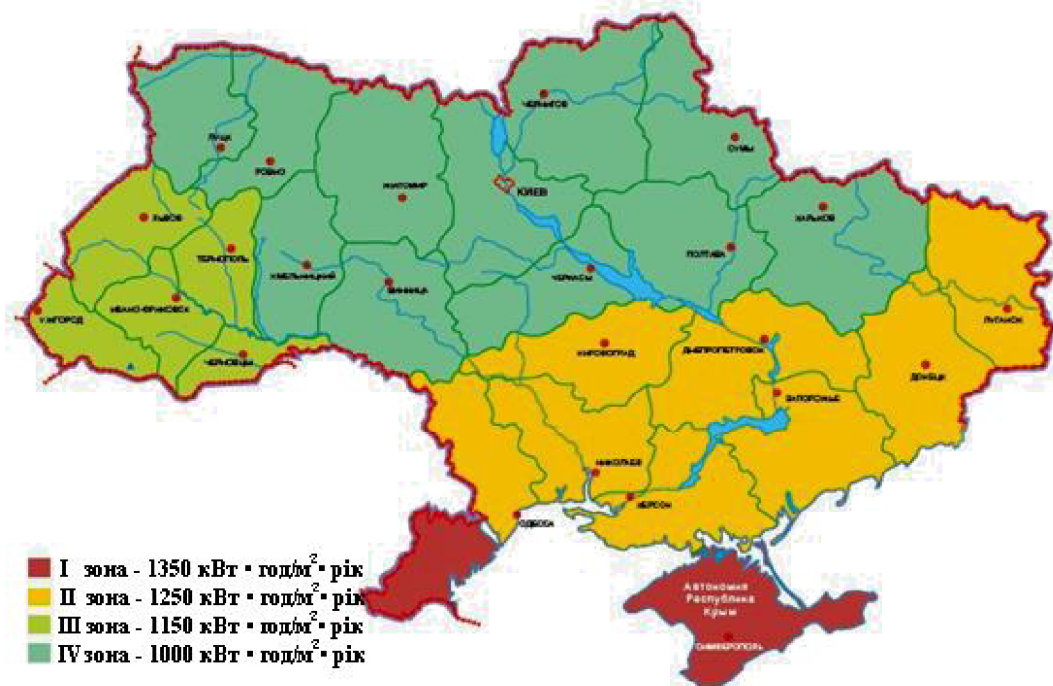 ЧЕРНИГОВ
ЛУЦК
РОВНО
СУМЫ
ЖИТОМИР
КИЕВ
ХАРЬКОВ
ЛЬВОВ
ТЕРНОПОЛЬ
ХМЕЛЬНИЦКИЙ
ВИННИЦА
ЧЕРКАСЫ
ПОЛТАВА
УЖГОРОД
ИВАНО-ФРАНКОВСК
ЛУГАНСК
ЧЕРНОВЦЫ
КИРОВОГРАД
ДНЕПРОПЕТРОВСК
ДОНЕЦК
ЗАПОРОЖЬЕ
НИКОЛАЕВ
ХЕРСОН
ОДЕССА
Автономия
Республика
Крым
СИМФЕРОПОЛЬ
I зона - 1350 кВт • год/м²• рік
II зона - 1250 кВт • год/м²• рік
III зона - 1150 кВт • год/м²• рік
IV зона - 1000 кВт • год/м²• рік